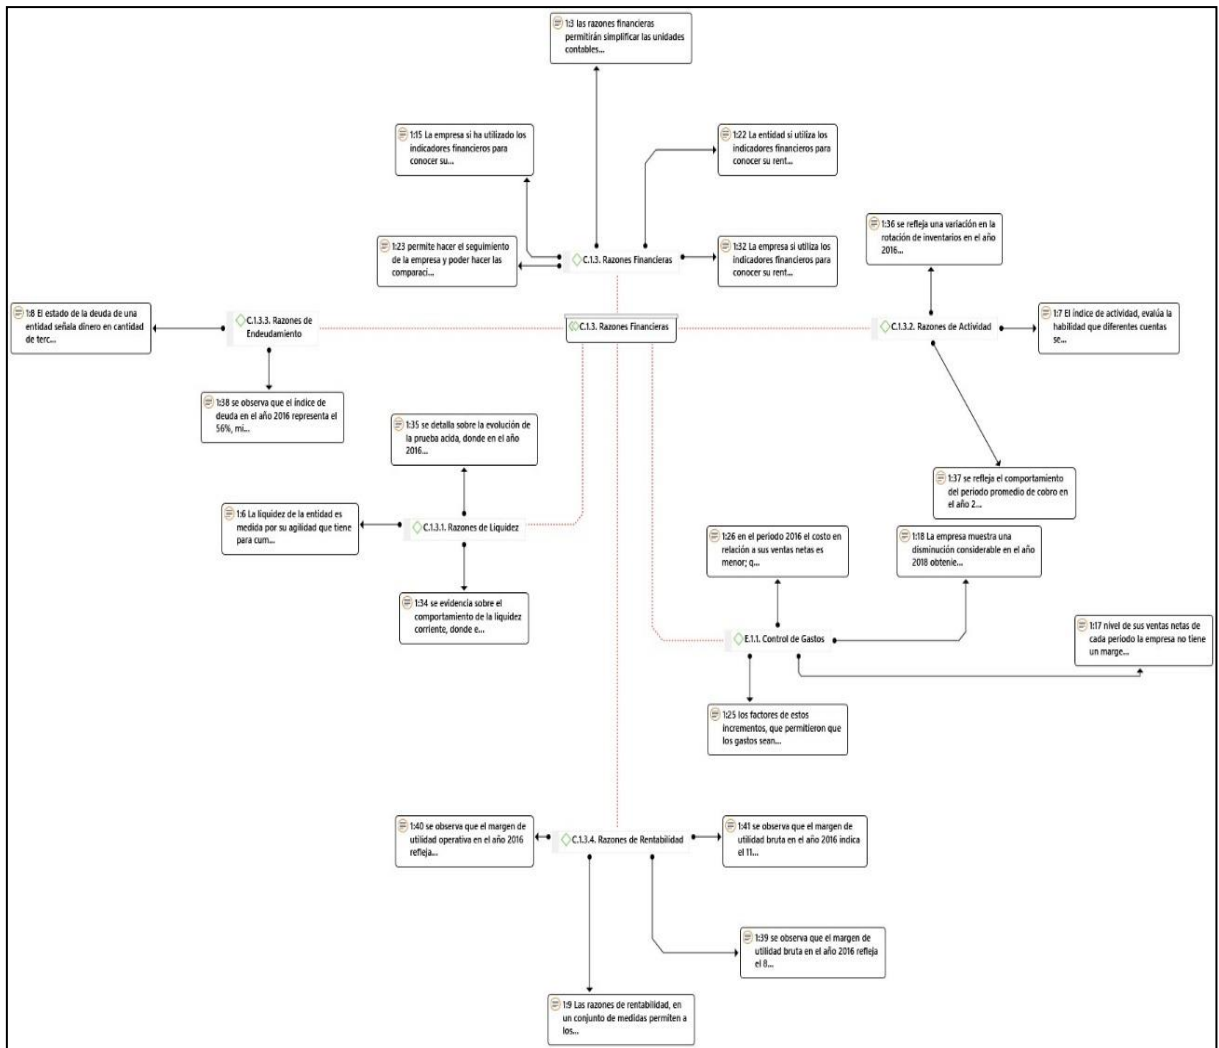 1:3 las razones financieras
permitirán simplificar las unidades
contables...
1:15 La empresa si ha utilizado los
indicadores financieros para
conocer su...
1:22 La entidad si utiliza los
indicadores financieros para
conocer su rent...
1:36 se refleja una variación en la
rotación de inventarios en el año
2016...
1:23 permite hacer el seguimiento
de la empresa y poder hacer las
comparaci...
C.1.3. Razones Financieras
1:32 La empresa si utiliza los
indicadores financieros para
conocer su rent...
1:8 El estado de la deuda de una
entidad señala dinero en cantidad
de terc...
C.1.3.3. Razones de
Endeudamiento
C.1.3. Razones Financieras
C.1.3.2. Razones de Actividad
1:7 El índice de actividad, evalúa la
habilidad que diferentes cuentas
se...
1:38 se observa que el índice de
deuda en el año 2016 representa el
56%, mi...
1:35 se detalla sobre la evolución de
la prueba acida, donde en el año
2016...
1:37 se refleja el comportamiento
del periodo promedio de cobro en
el año 2...
1:6 La liquidez de la entidad es
medida por su agilidad que tiene
para cum...
C.1.3.1. Razones de Liquidez
1:26 en el periodo 2016 el costo en
relación a sus ventas netas es
menor; q...
1:18 La empresa muestra una
disminución considerable en el año
2018 obtenie...
1:34 se evidencia sobre el
comportamiento de la liquidez
corriente, donde e...
E.1.1. Control de Gastos
1:17 nivel de sus ventas netas de
cada período la empresa no tiene
un marge...
1:25 los factores de estos
incrementos, que permitieron que
los gastos sean...
1:40 se observa que el margen de
utilidad operativa en el año 2016
refleja...
C.1.3.4. Razones de Rentabilidad
1:41 se observa que el margen de
utilidad bruta en el año 2016 indica
el 11...
1:39 se observa que el margen de
utilidad bruta en el año 2016 refleja
el 8...
1:9 Las razones de rentabilidad, en
un conjunto de medidas permiten a
los...